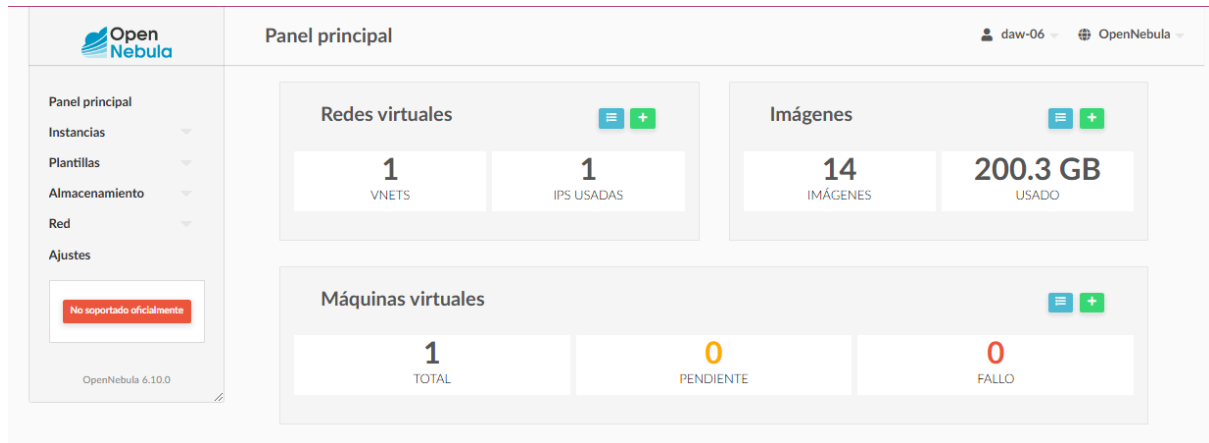 Open
Nebula
Panel principal
daw-06
OpenNebula
Panel principal
Instancias
Plantillas
Almacenamiento
Red
Ajustes
No soportado oficialmente
OpenNebula 6.10.0
Redes virtuales
1
VNETS
1
IPS USADAS
Imágenes
14
IMÁGENES
200.3 GB
USADO
Máquinas virtuales
1
TOTAL
0
PENDIENTE
0
FALLO